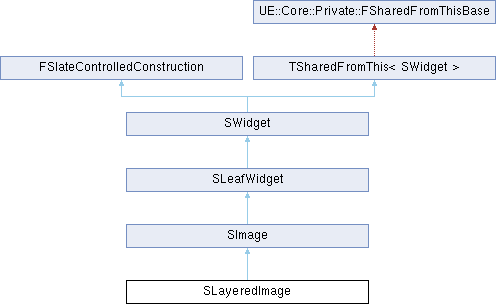 UE::Core::Private::FSharedFromThisBase
FSlateControlledConstruction
TSharedFromThis< SWidget >
SWidget
SLeafWidget
SImage
SLayeredImage